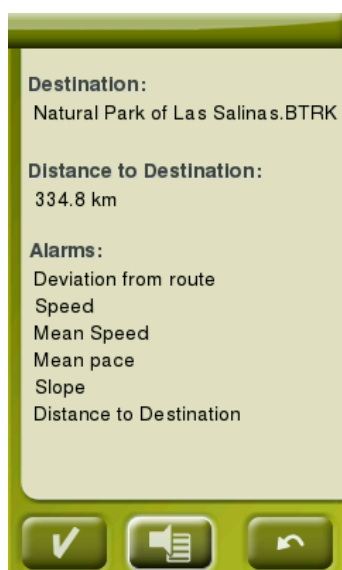 Destination:
Natural Park of Las Salinas.BTRK
Distance to Destination:
334.8 km
Alarms:
Deviation from route
Speed
Mean Speed
Mean pace
Slope
Distance to Destination